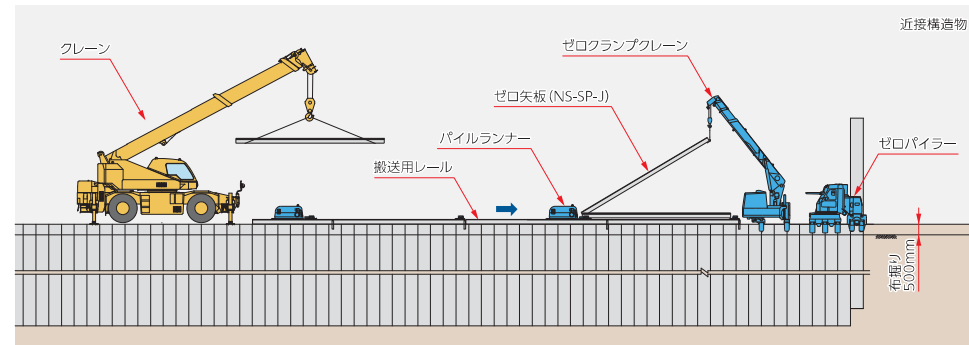 近接構造物
クレーン
ゼロクランプクレーン
ゼロ矢板(NS-SP-J)
パイルランナー
ゼロパイラー
搬送用レール
布掘り
500mm